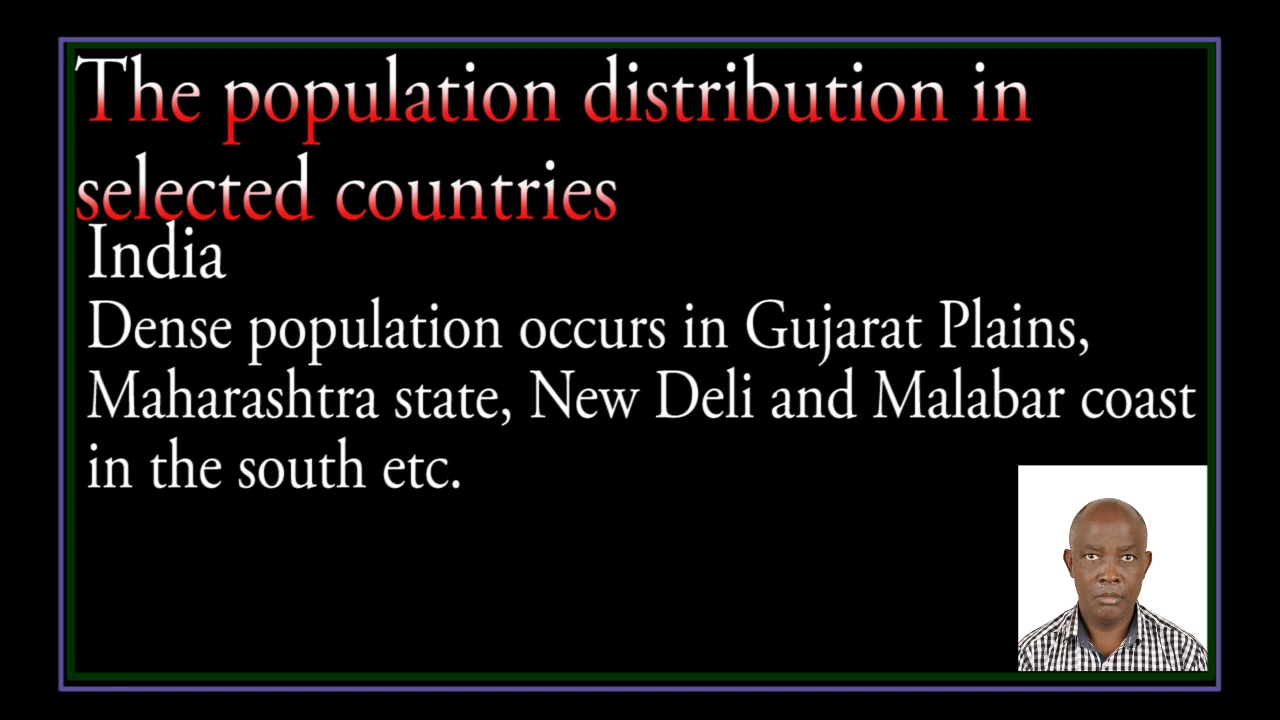 The population distribution in
selected countries
India
Dense population occurs in Gujarat Plains,
Maharashtra state, New Deli and Malabar coast
in the south etc.